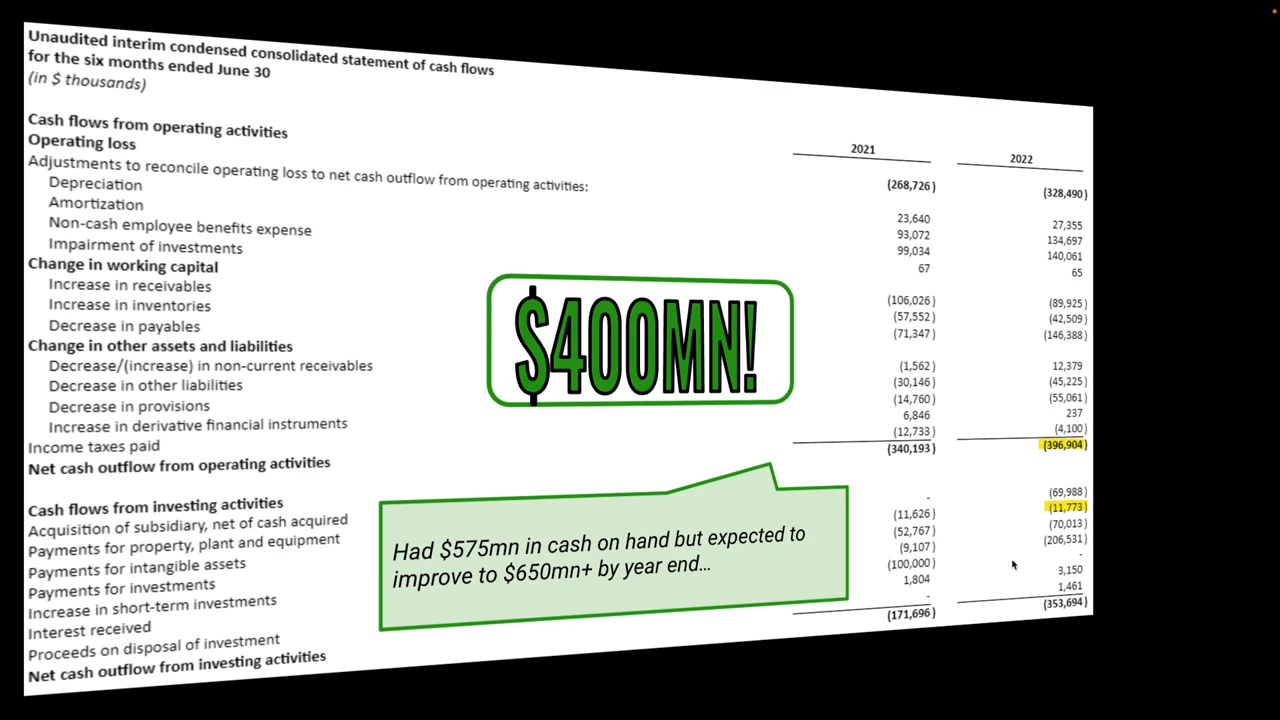 Unaudited interim condensed consolidated statement of cash flows
for the six months ended June 30
(in $ thousands)
2021 2022
Cash flows from operating activities
Operating loss (268,726) (328,490)
Adjustments to reconcile operating loss to net cash outflow from operating activities:
Depreciation 23,640 27,355
Amortization 93,072 134,697
Non-cash employee benefits expense 99,034 140,061
Impairment of investments 67 65
Change in working capital
Increase in receivables (106,026) (89,925)
Increase in inventories (57,552) (42,509)
Decrease in payables (71,347) (146,388)
Change in other assets and liabilities
Decrease/(increase) in non-current receivables (1,562) 12,379
Decrease in other liabilities (30,146) (45,225)
Decrease in provisions (14,760) (55,061)
Increase in derivative financial instruments 6,846 237
Income taxes paid (12,733) (4,100)
Net cash outflow from operating activities (340,193) (396,904)
Cash flows from investing activities
Acquisition of subsidiary, net of cash acquired - (69,988)
Payments for property, plant and equipment (11,626) (11,773)
Payments for intangible assets (52,767) (70,013)
Payments for investments (9,107) (206,531)
Increase in short-term investments (100,000) -
Interest received 1,804 3,150
Proceeds on disposal of investment - 1,461
Net cash outflow from investing activities (171,696) (353,694)
$400MN!
Had $575mn in cash on hand but expected to
improve to $650mn+ by year end...